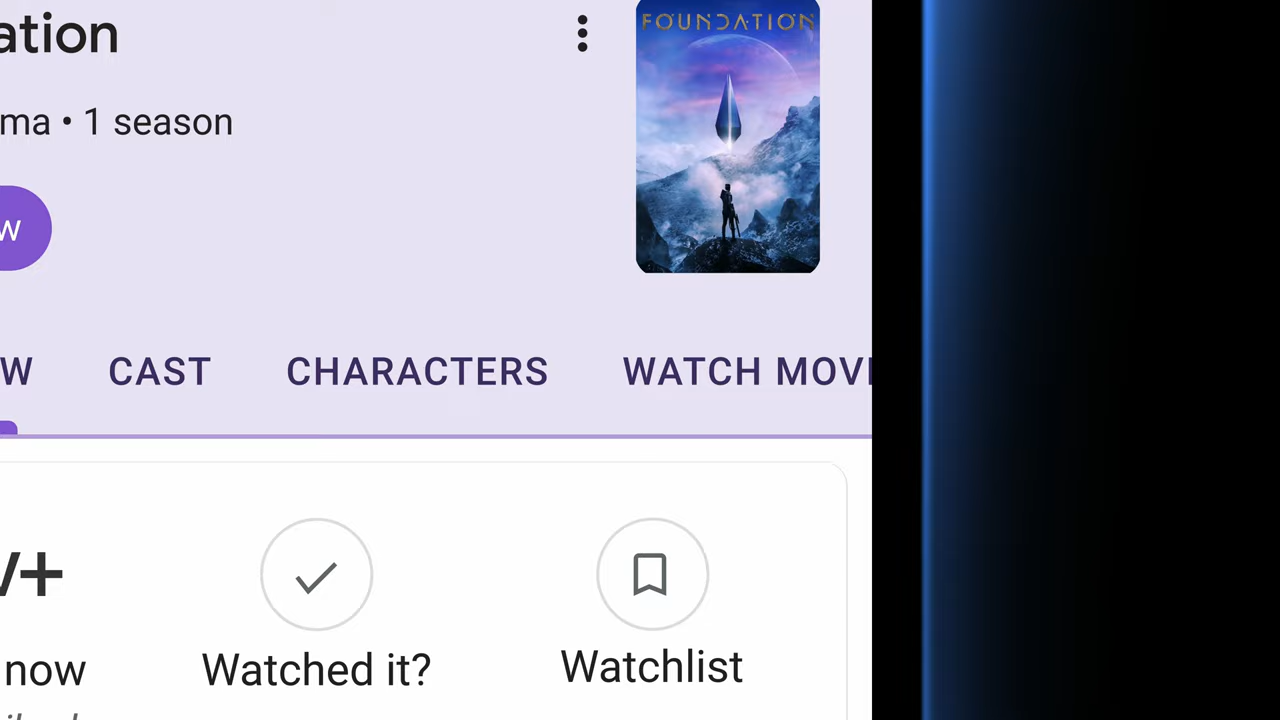 ation
FOUNDATION
ma • 1 season
w
W CAST CHARACTERS WATCH MOVI
v+
now Watched it? Watchlist